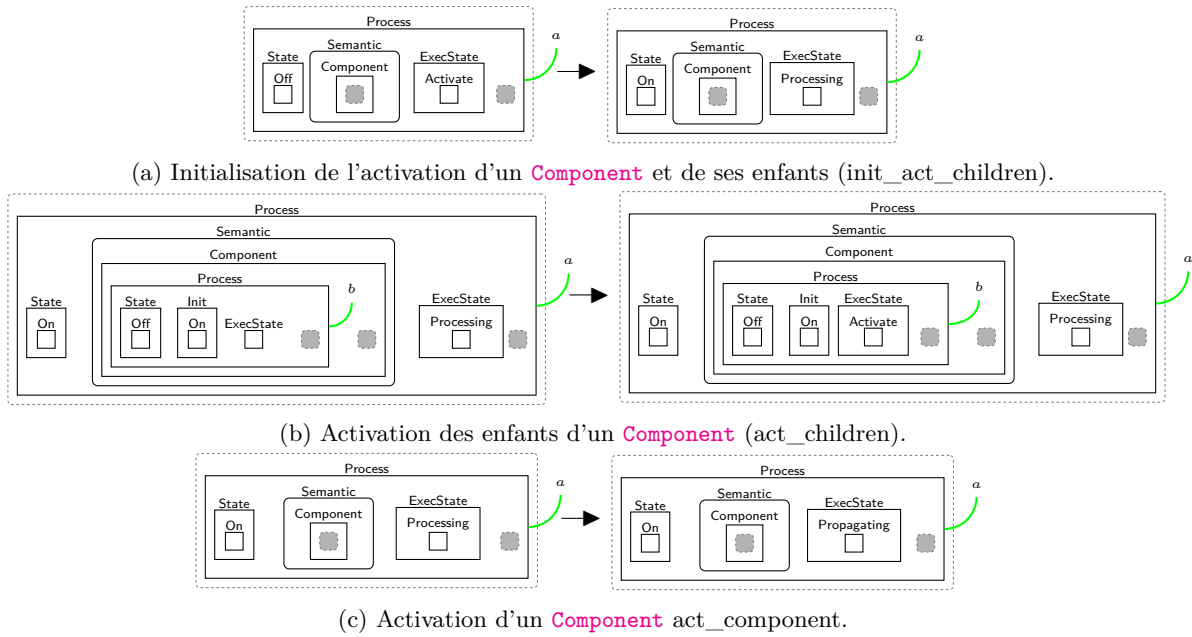 Process Process
a a
Semantic Semantic
State ExecState State ExecState
Component Component
Off Activate On Processing
(a) Initialisation de l'activation d'un Component et de ses enfants (init_act_children).
Process Process
Semantic Semantic
Component Component
a a
Process Process
b b
State State Init ExecState State State Init ExecState ExecState
On Off On ExecState Processing On Off On Activate Processing
(b) Activation des enfants d'un Component (act_children).
Process Process
a a
Semantic Semantic
State ExecState State ExecState
Component Component
On Processing On Propagating
(c) Activation d'un Component act_component.